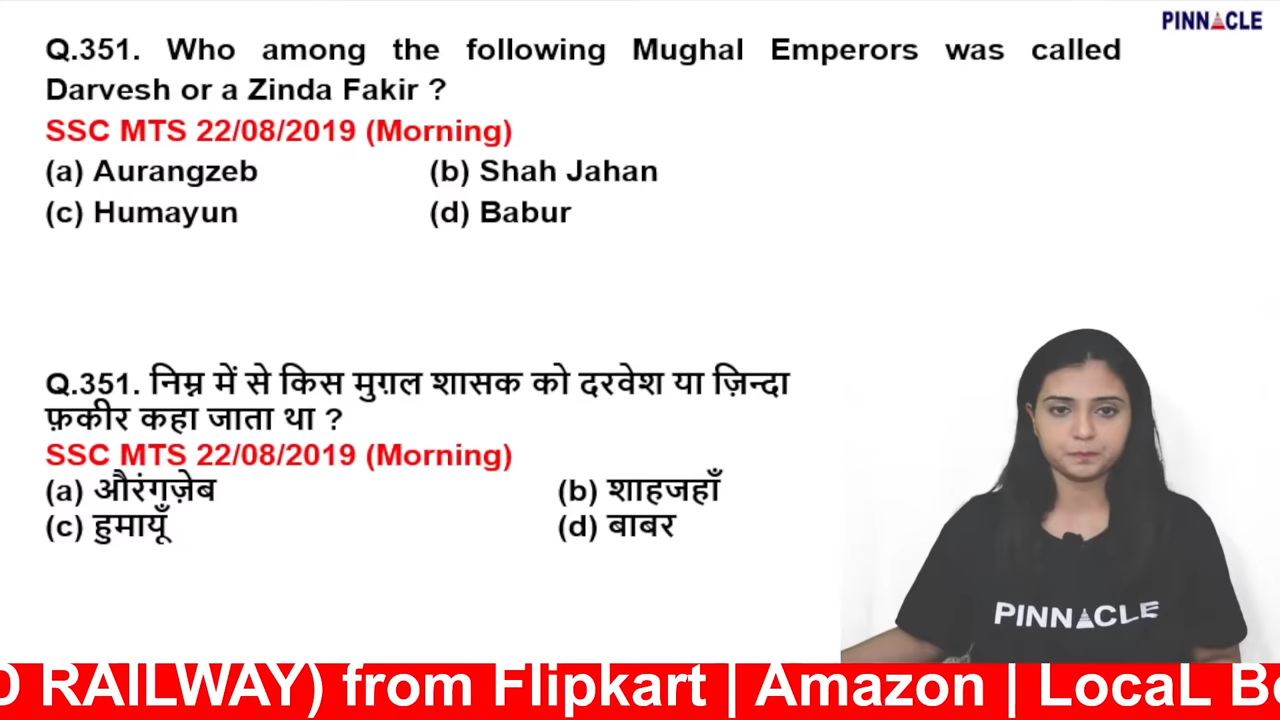 PINNACLE
Q.351. Who among the following Mughal Emperors was called
Darvesh or a Zinda Fakir ?
SSC MTS 22/08/2019 (Morning)
(a) Aurangzeb (b) Shah Jahan
(c) Humayun (d) Babur
Q.351. निम्न में से किस मुग़ल शासक को दरवेश या ज़िन्दा
फ़कीर कहा जाता था ?
SSC MTS 22/08/2019 (Morning)
(a) औरंगज़ेब (b) शाहजहाँ
(c) हुमायूँ (d) बाबर
PINNACLE
RAILWAY) from Flipkart | Amazon | LocaL